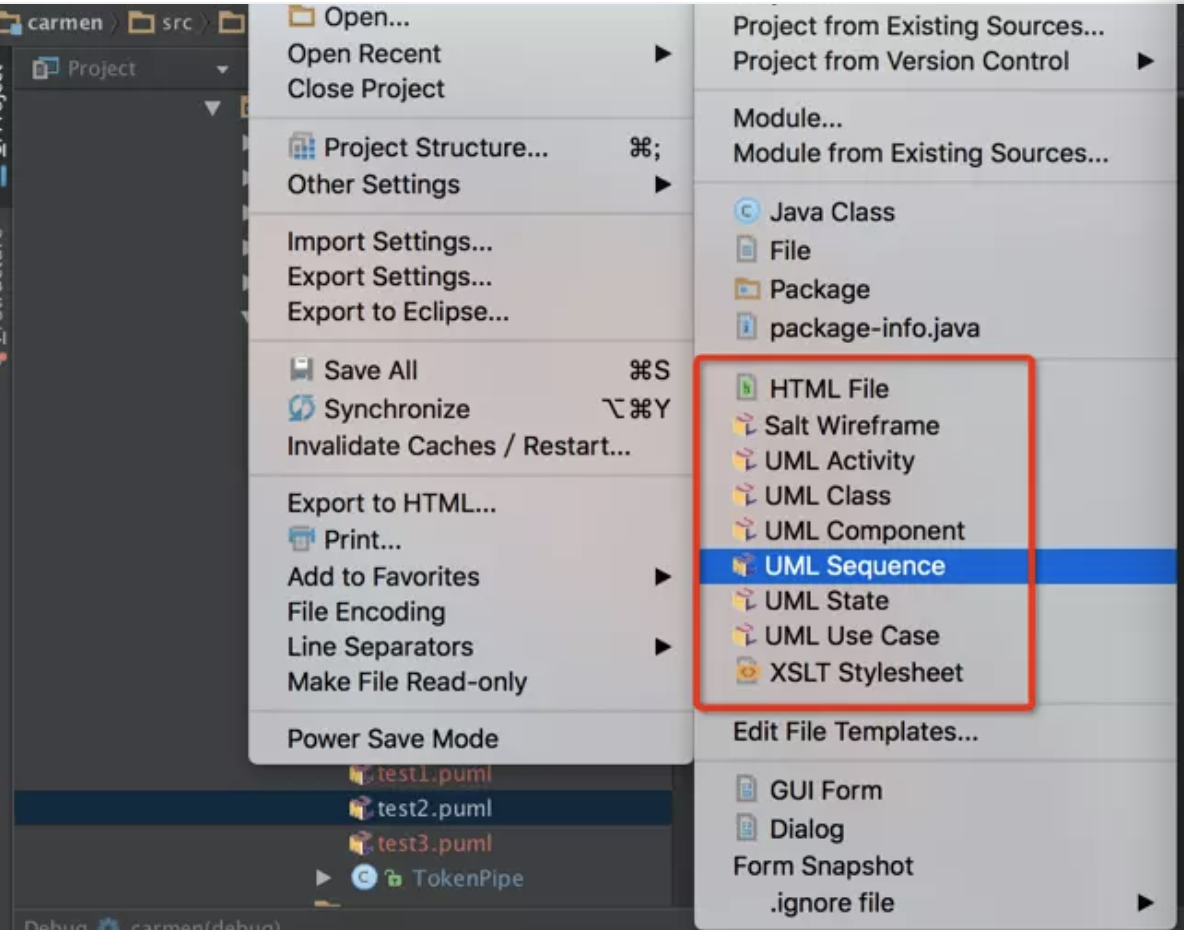 carmen
src
Project
Open...
Open Recent
Close Project
Project Structure... ⌘;
Other Settings
Import Settings...
Export Settings...
Export to Eclipse...
Save All ⌘S
Synchronize ⌥⌘Y
Invalidate Caches / Restart...
Export to HTML...
Print...
Add to Favorites
File Encoding
Line Separators
Make File Read-only
Power Save Mode
Project from Existing Sources...
Project from Version Control
Module...
Module from Existing Sources...
Java Class
File
Package
package-info.java
HTML File
Salt Wireframe
UML Activity
UML Class
UML Component
UML Sequence
UML State
UML Use Case
XSLT Stylesheet
Edit File Templates...
GUI Form
Dialog
Form Snapshot
.ignore file
test1.puml
test2.puml
test3.puml
TokenPipe
Debug carmen(debug)